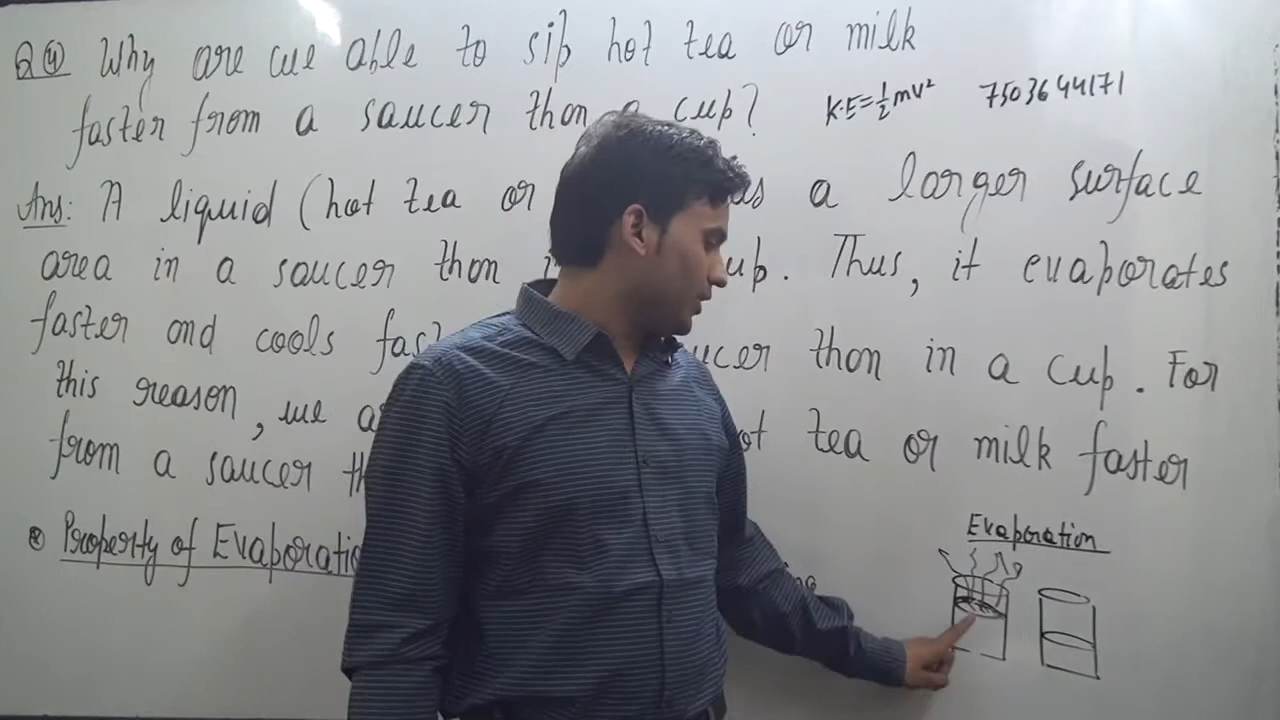 Q④ Why are we able to sip hot tea or milk
faster from a saucer than a cup?
K.E=½mv² 7503644171
Ans: A liquid (hot tea or a larger surface
area in a saucer than up. Thus, it evaporates
faster and cools fas ucer than in a cup. For
this reason, we a ot tea or milk faster
from a saucer th
Property of Evaporatio
Evaporation